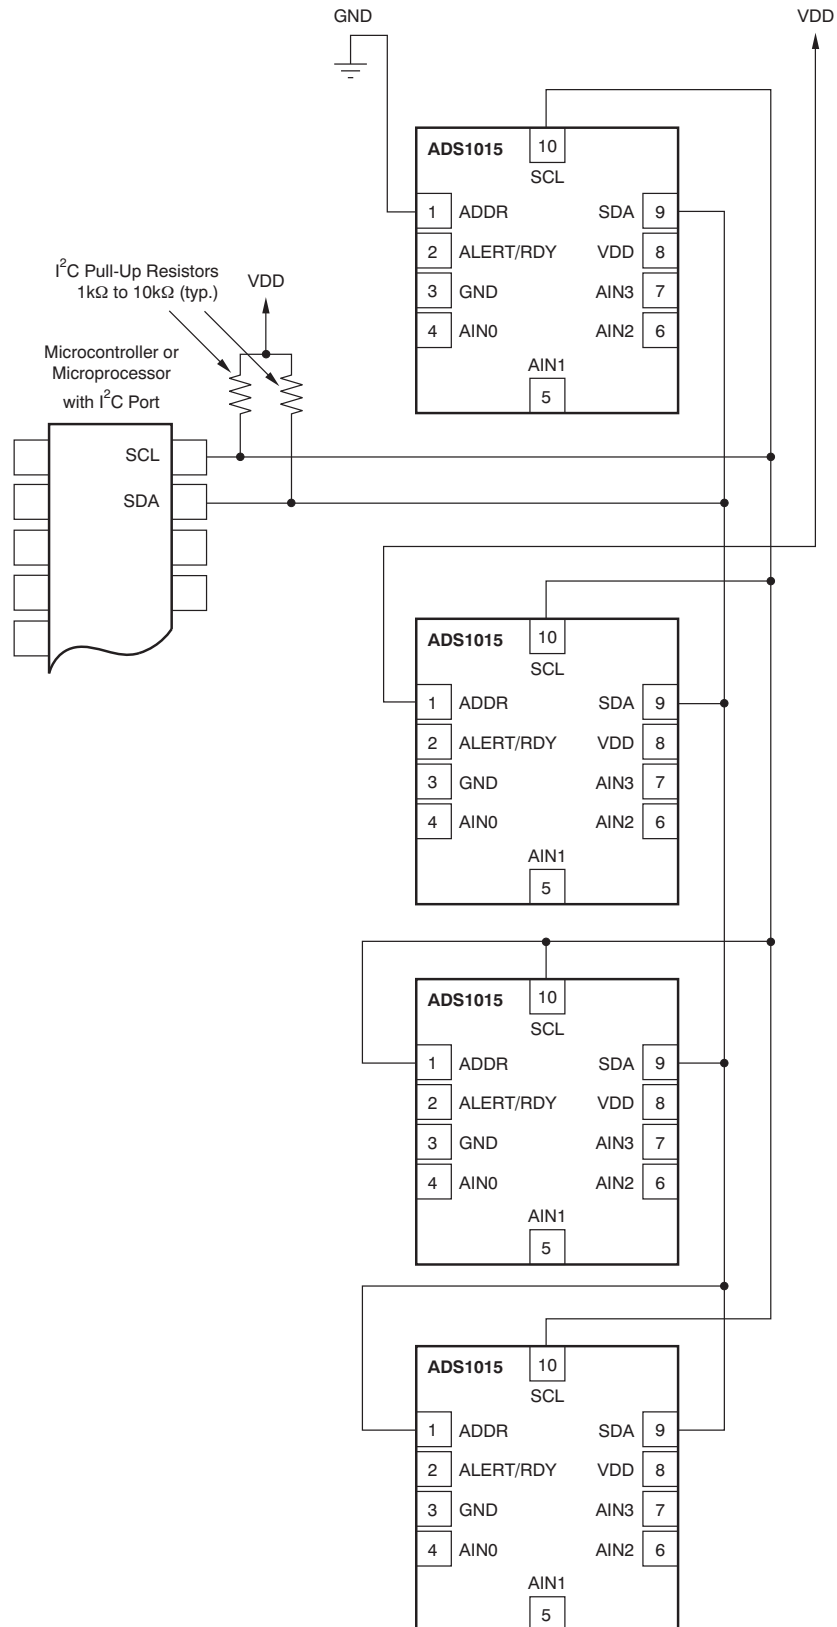 GND
VDD
ADS1015
10
SCL
1 ADDR SDA 9
2 ALERT/RDY VDD 8
3 GND AIN3 7
4 AIN0 AIN2 6
AIN1
5
I²C Pull-Up Resistors
1kΩ to 10kΩ (typ.)
VDD
Microcontroller or
Microprocessor
with I²C Port
SCL
SDA
ADS1015
10
SCL
1 ADDR SDA 9
2 ALERT/RDY VDD 8
3 GND AIN3 7
4 AIN0 AIN2 6
AIN1
5
ADS1015
10
SCL
1 ADDR SDA 9
2 ALERT/RDY VDD 8
3 GND AIN3 7
4 AIN0 AIN2 6
AIN1
5
ADS1015
10
SCL
1 ADDR SDA 9
2 ALERT/RDY VDD 8
3 GND AIN3 7
4 AIN0 AIN2 6
AIN1
5